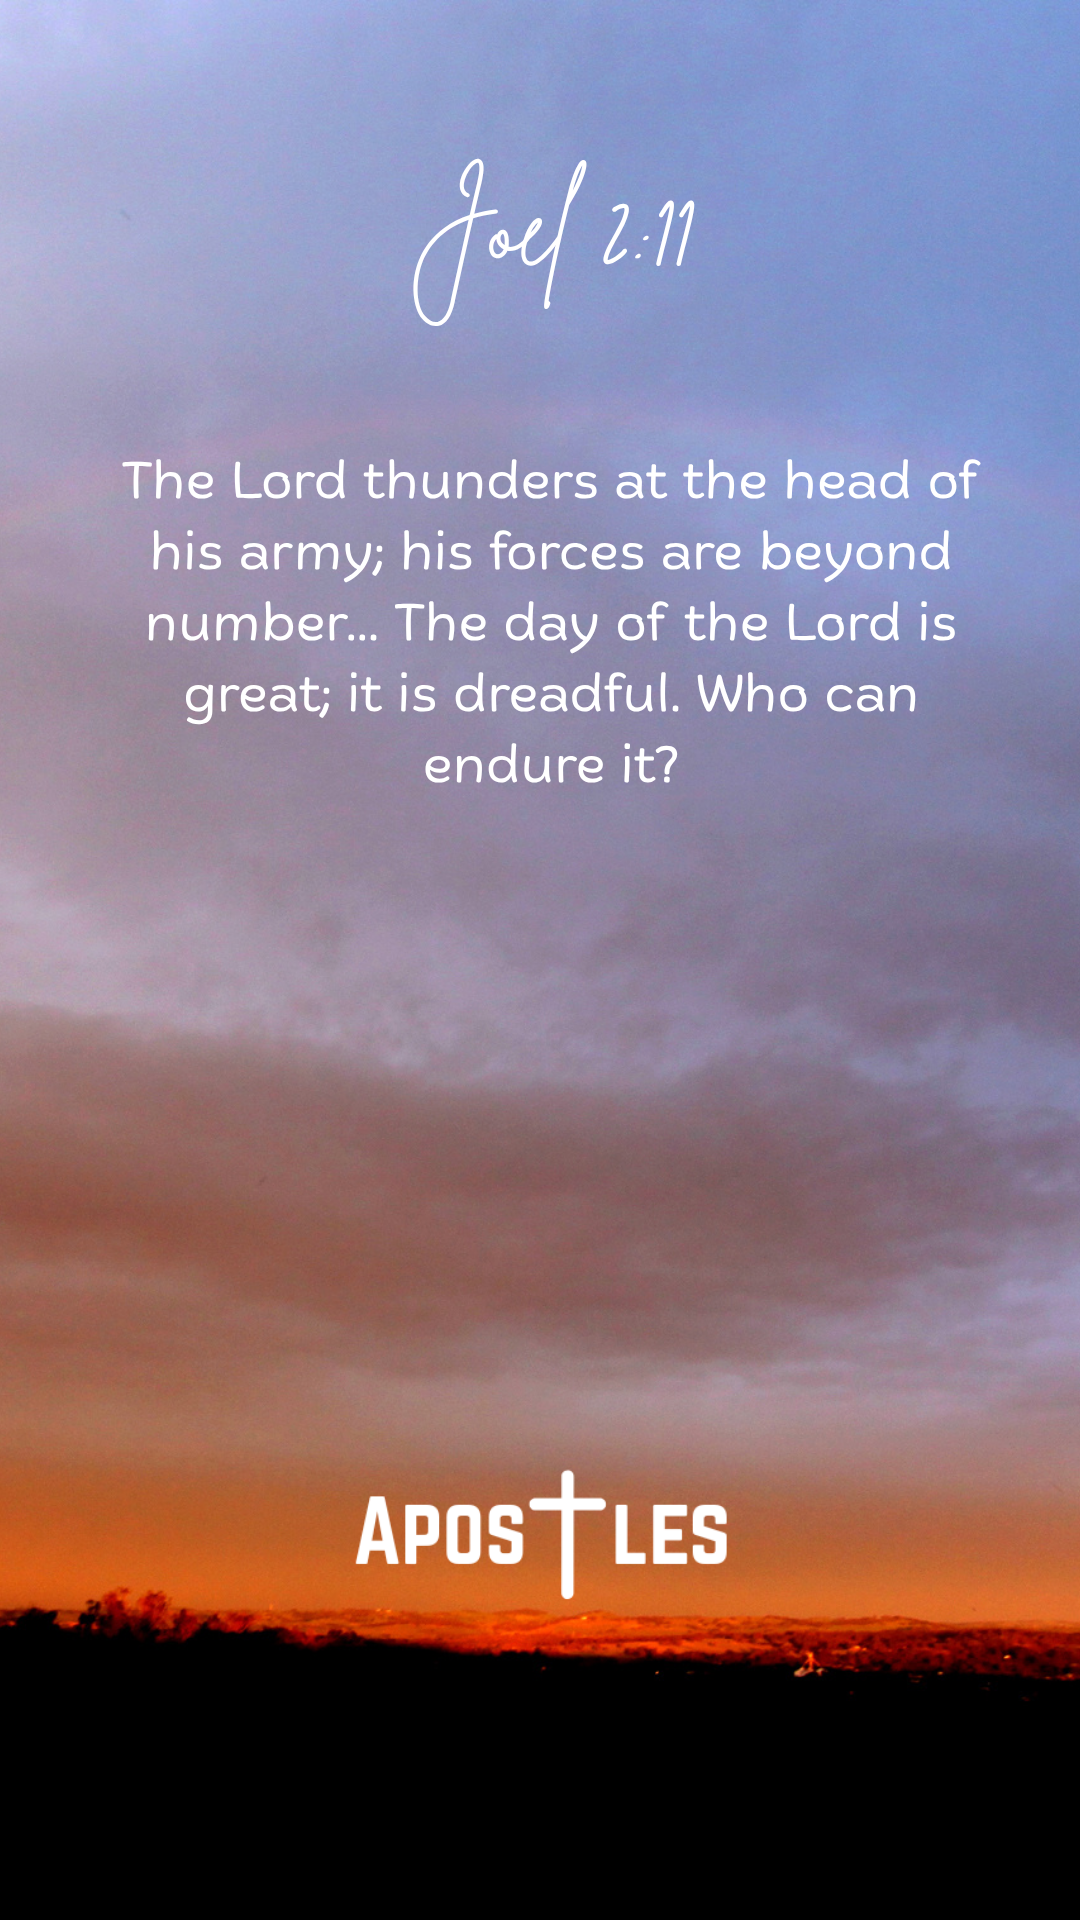 Joel 2:11
The Lord thunders at the head of
his army; his forces are beyond
number... The day of the Lord is
great; it is dreadful. Who can
endure it?
APOSTLES